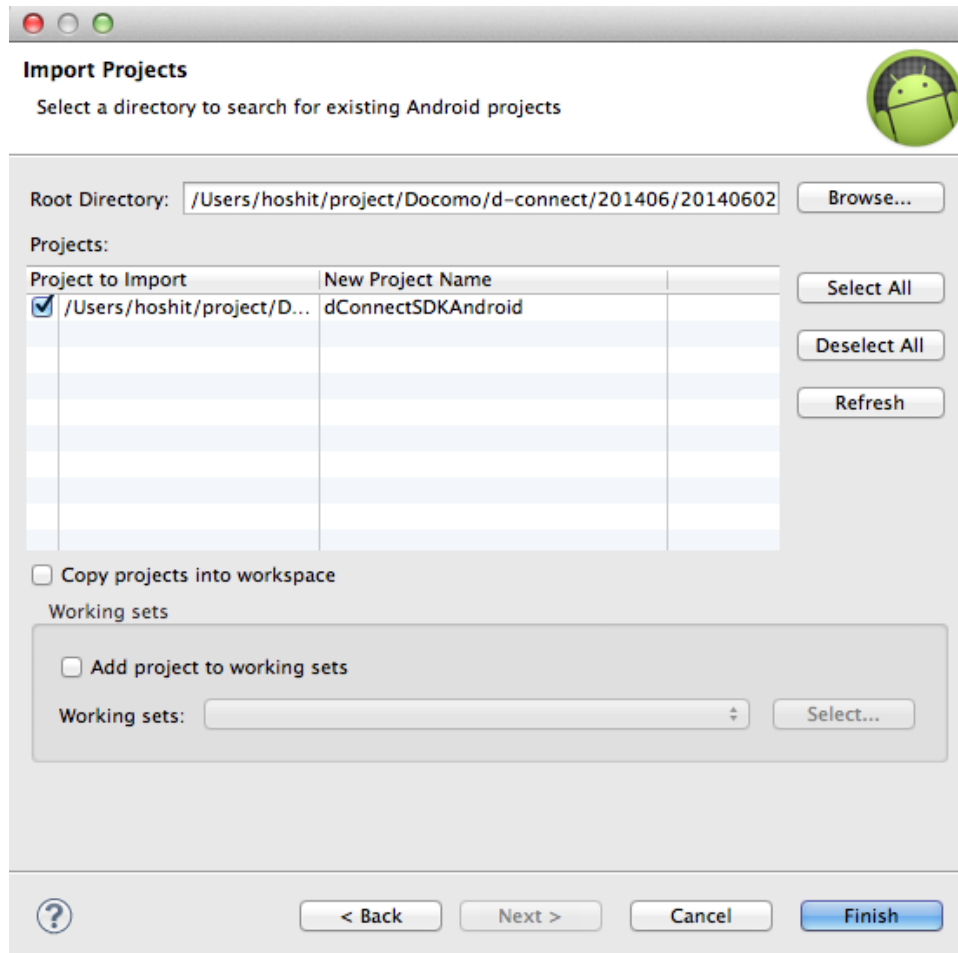 Import Projects
Select a directory to search for existing Android projects
Root Directory: /Users/hoshit/project/Docomo/d-connect/201406/20140602 Browse...
Projects:
Project to Import New Project Name
/Users/hoshit/project/D... dConnectSDKAndroid
Select All
Deselect All
Refresh
Copy projects into workspace
Working sets
Add project to working sets
Working sets: Select...
? < Back Next > Cancel Finish